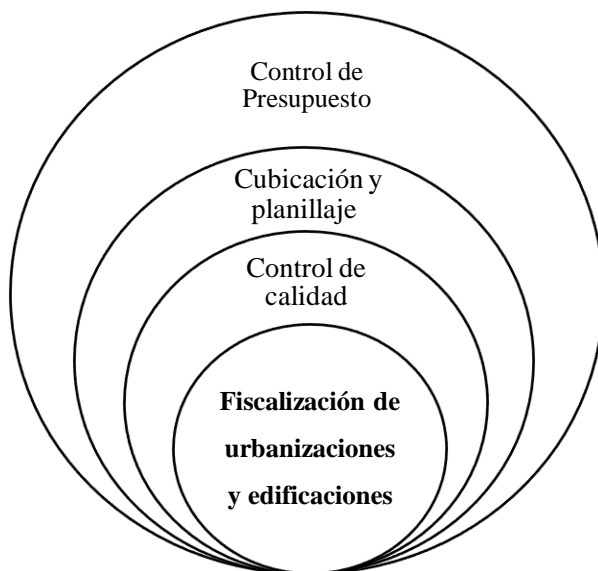 Control de
Presupuesto
Cubicación y
planillaje
Control de
calidad
Fiscalización de
urbanizaciones
y edificaciones